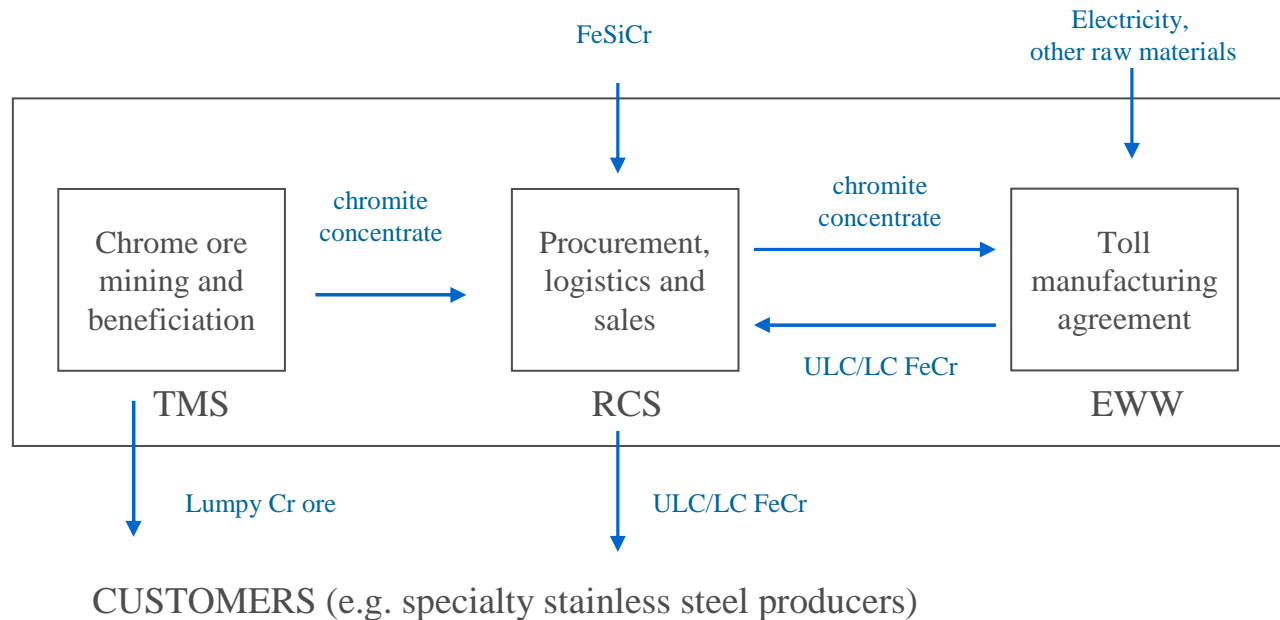 FeSiCr
Electricity,
other raw materials
Chrome ore
mining and
beneficiation
TMS
chromite
concentrate
Procurement,
logistics and
sales
RCS
chromite
concentrate
ULC/LC FeCr
Toll
manufacturing
agreement
EWW
Lumpy Cr ore
ULC/LC FeCr
CUSTOMERS (e.g. specialty stainless steel producers)